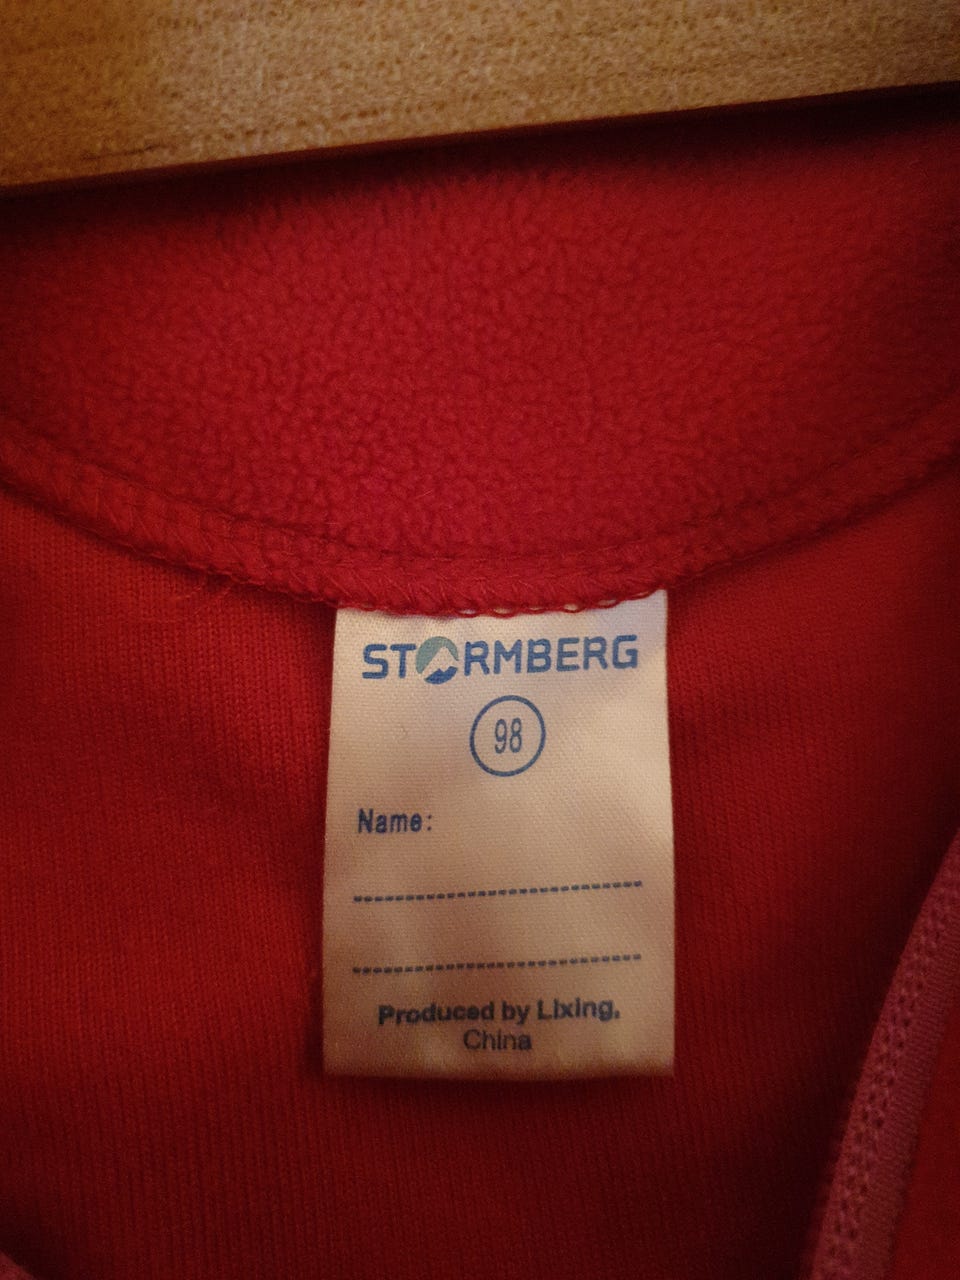 STORMBERG
98
Name:
Produced by Lixing,
China